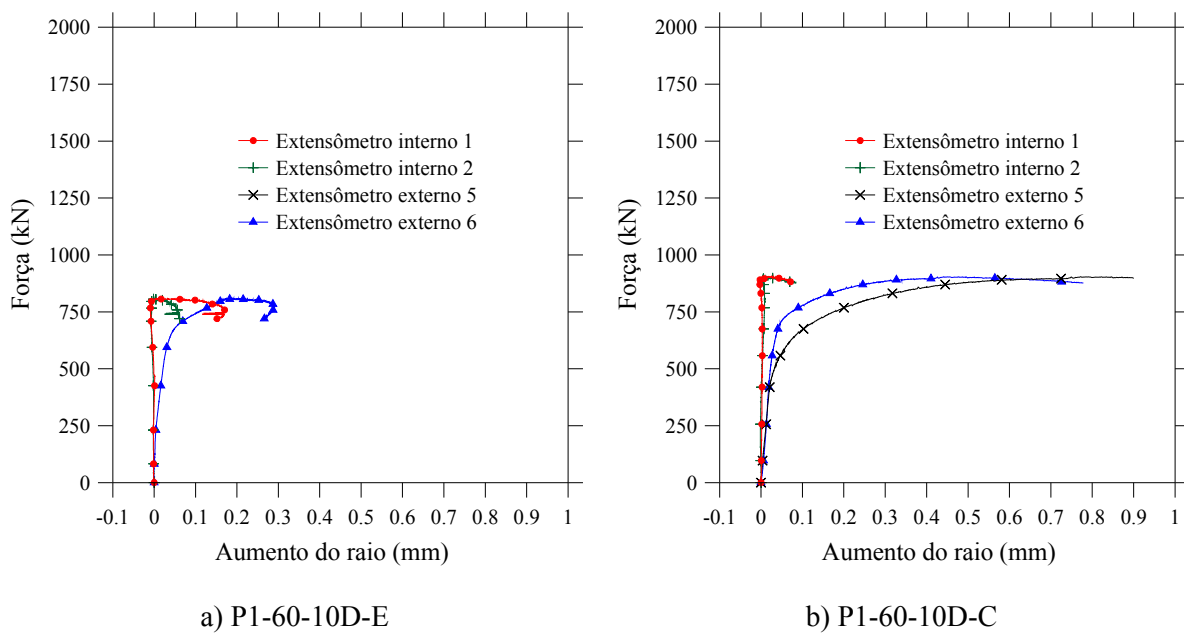 2000
1750
1500
1250
1000
750
500
250
0
Força (kN)
-0.1 0 0.1 0.2 0.3 0.4 0.5 0.6 0.7 0.8 0.9 1
Aumento do raio (mm)
Extensômetro interno 1
Extensômetro interno 2
Extensômetro externo 5
Extensômetro externo 6
a) P1-60-10D-E
2000
1750
1500
1250
1000
750
500
250
0
Força (kN)
-0.1 0 0.1 0.2 0.3 0.4 0.5 0.6 0.7 0.8 0.9 1
Aumento do raio (mm)
Extensômetro interno 1
Extensômetro interno 2
Extensômetro externo 5
Extensômetro externo 6
b) P1-60-10D-C